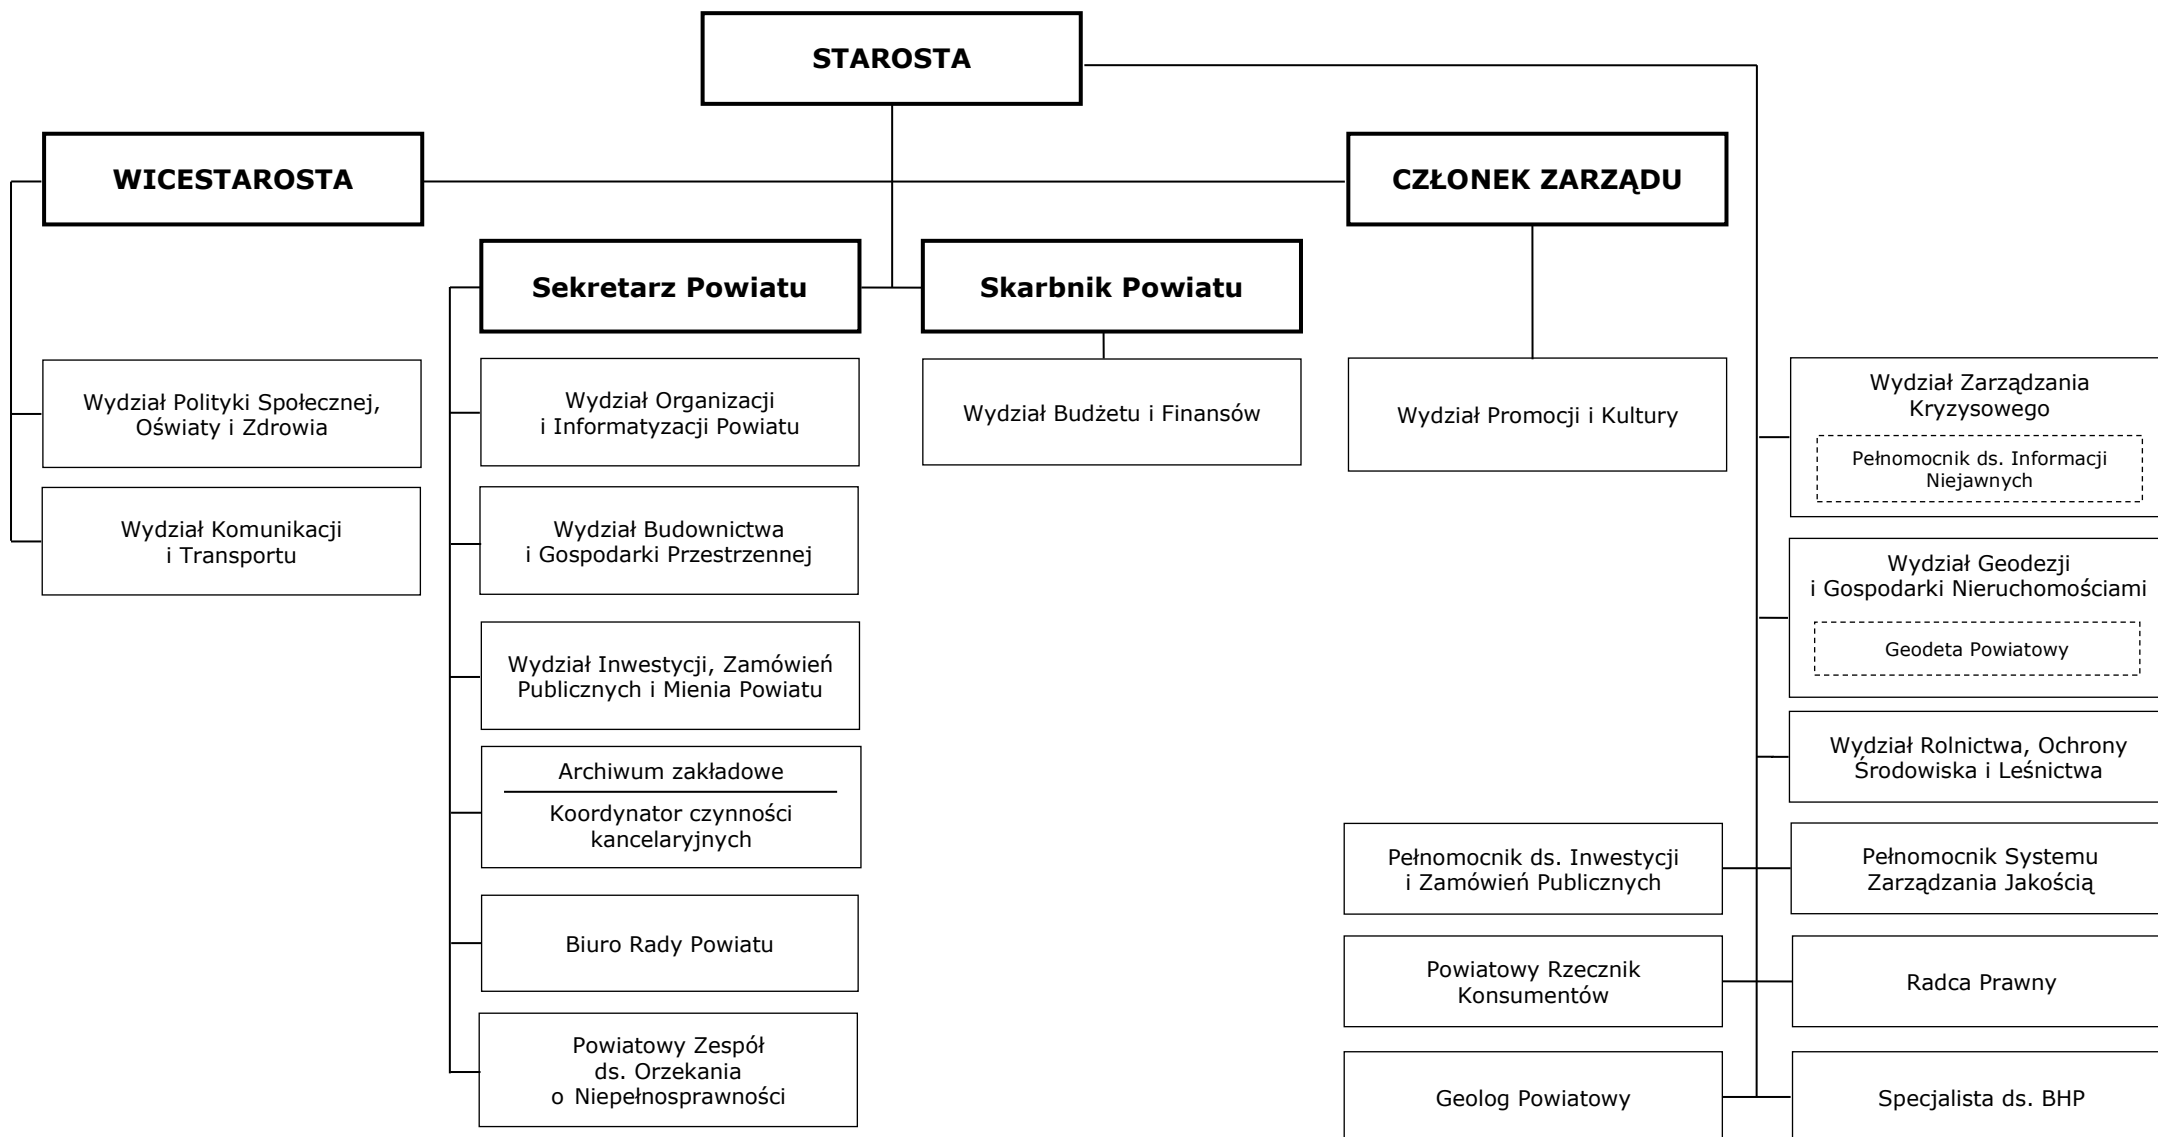 STAROSTA
WICESTAROSTA
CZŁONEK ZARZĄDU
Sekretarz Powiatu
Skarbnik Powiatu
Wydział Polityki Społecznej,
Oświaty i Zdrowia
Wydział Komunikacji
i Transportu
Wydział Organizacji
i Informatyzacji Powiatu
Wydział Budownictwa
i Gospodarki Przestrzennej
Wydział Inwestycji, Zamówień
Publicznych i Mienia Powiatu
Archiwum zakładowe
Koordynator czynności
kancelaryjnych
Biuro Rady Powiatu
Powiatowy Zespół
ds. Orzekania
o Niepełnosprawności
Wydział Budżetu i Finansów
Wydział Promocji i Kultury
Wydział Zarządzania
Kryzysowego
Pełnomocnik ds. Informacji
Niejawnych
Wydział Geodezji
i Gospodarki Nieruchomościami
Geodeta Powiatowy
Wydział Rolnictwa, Ochrony
Środowiska i Leśnictwa
Pełnomocnik ds. Inwestycji
i Zamówień Publicznych
Pełnomocnik Systemu
Zarządzania Jakością
Powiatowy Rzecznik
Konsumentów
Radca Prawny
Geolog Powiatowy
Specjalista ds. BHP